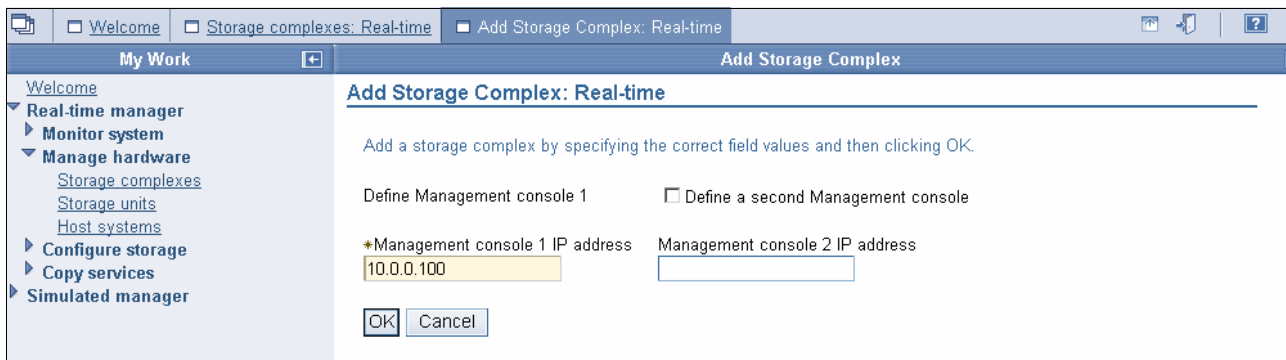 Welcome Storage complexes: Real-time Add Storage Complex: Real-time ?
My Work Add Storage Complex
Welcome
Real-time manager
Monitor system
Manage hardware
Storage complexes
Storage units
Host systems
Configure storage
Copy services
Simulated manager
Add Storage Complex: Real-time
Add a storage complex by specifying the correct field values and then clicking OK.
Define Management console 1 Define a second Management console
*Management console 1 IP address Management console 2 IP address
10.0.0.100
OK Cancel